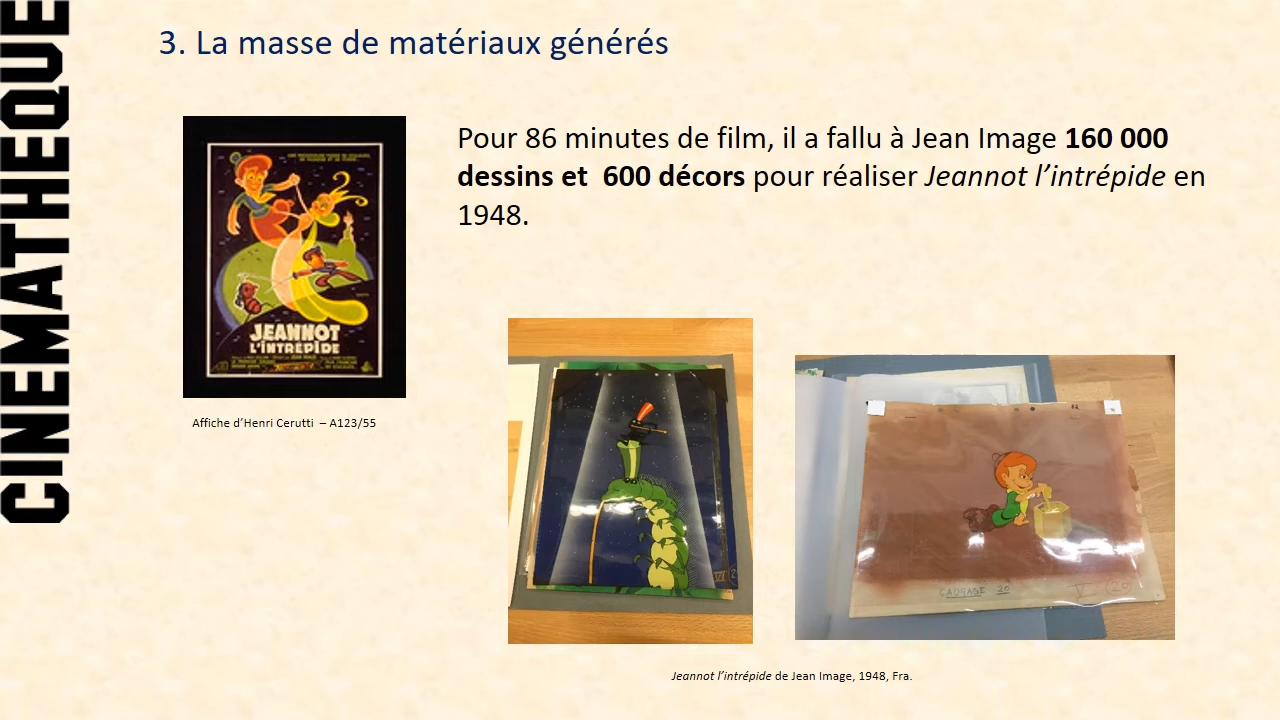 CINEMATHEQUE
3. La masse de matériaux générés
Pour 86 minutes de film, il a fallu à Jean Image 160 000
dessins et  600 décors pour réaliser Jeannot l’intrépide en
1948.
JEANNOT
L'INTRÉPIDE
Affiche d’Henri Cerutti – A123/55
CADRAGE 20
Jeannot l’intrépide de Jean Image, 1948, Fra.